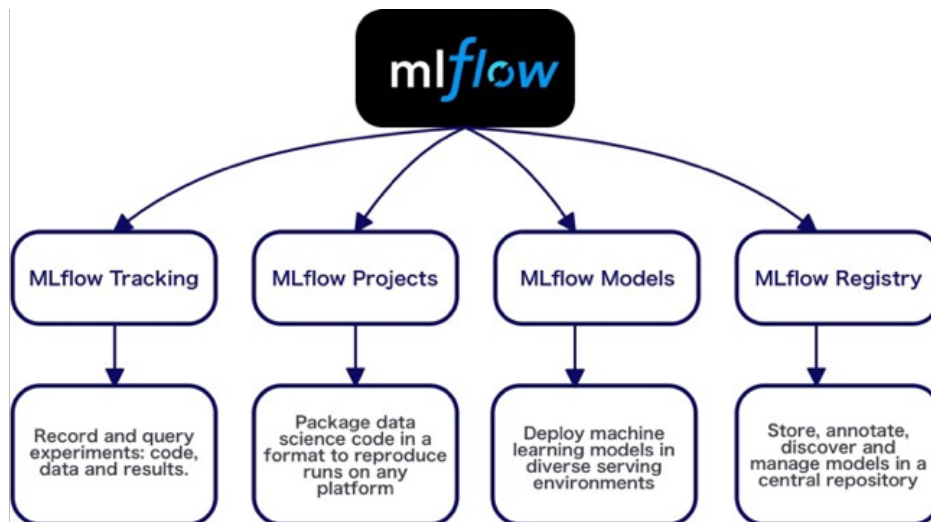 mlflow
MLflow Tracking
MLflow Projects
MLflow Models
MLflow Registry
Record and query
experiments: code,
data and results.
Package data
science code in a
format to reproduce
runs on any
platform
Deploy machine
learning models in
diverse serving
environments
Store, annotate,
discover and
manage models in a
central repository